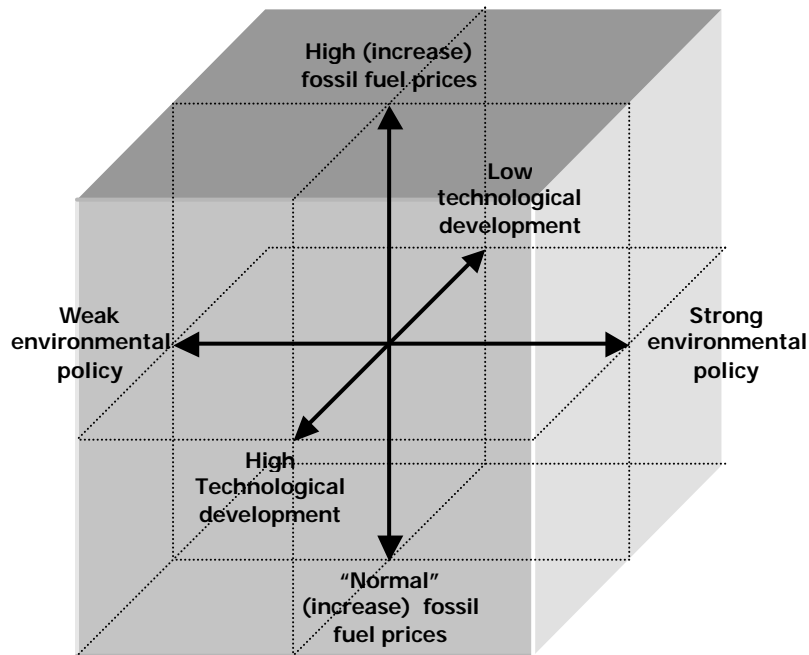 High (increase)
fossil fuel prices
Low
technological
development
Weak
environmental
policy
Strong
environmental
policy
High
Technological
development
“Normal”
(increase) fossil
fuel prices